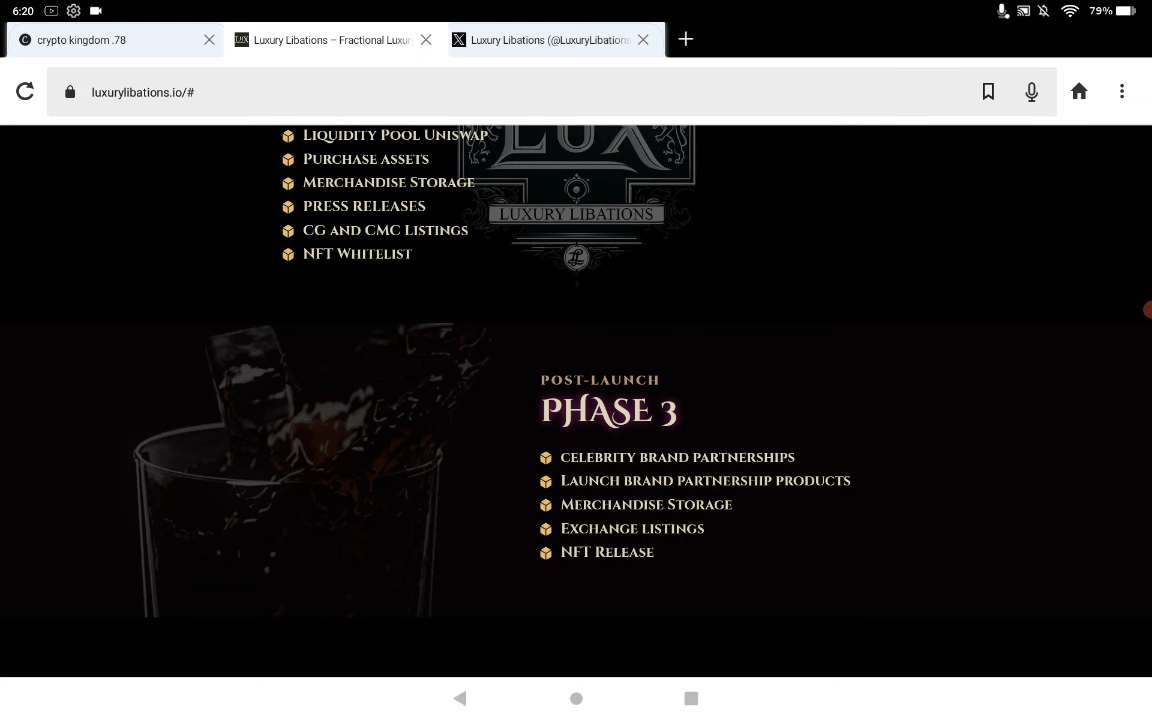 6:20
79%
crypto kingdom .78
Luxury Libations – Fractional Luxur
Luxury Libations (@LuxuryLibations
luxurylibations.io/#
LIQUIDITY POOL UNISWAP
PURCHASE ASSETS
MERCHANDISE STORAGE
PRESS RELEASES
CG AND CMC LISTINGS
NFT WHITELIST
LUX
LUXURY LIBATIONS
POST-LAUNCH
PHASE 3
CELEBRITY BRAND PARTNERSHIPS
LAUNCH BRAND PARTNERSHIP PRODUCTS
MERCHANDISE STORAGE
EXCHANGE LISTINGS
NFT RELEASE